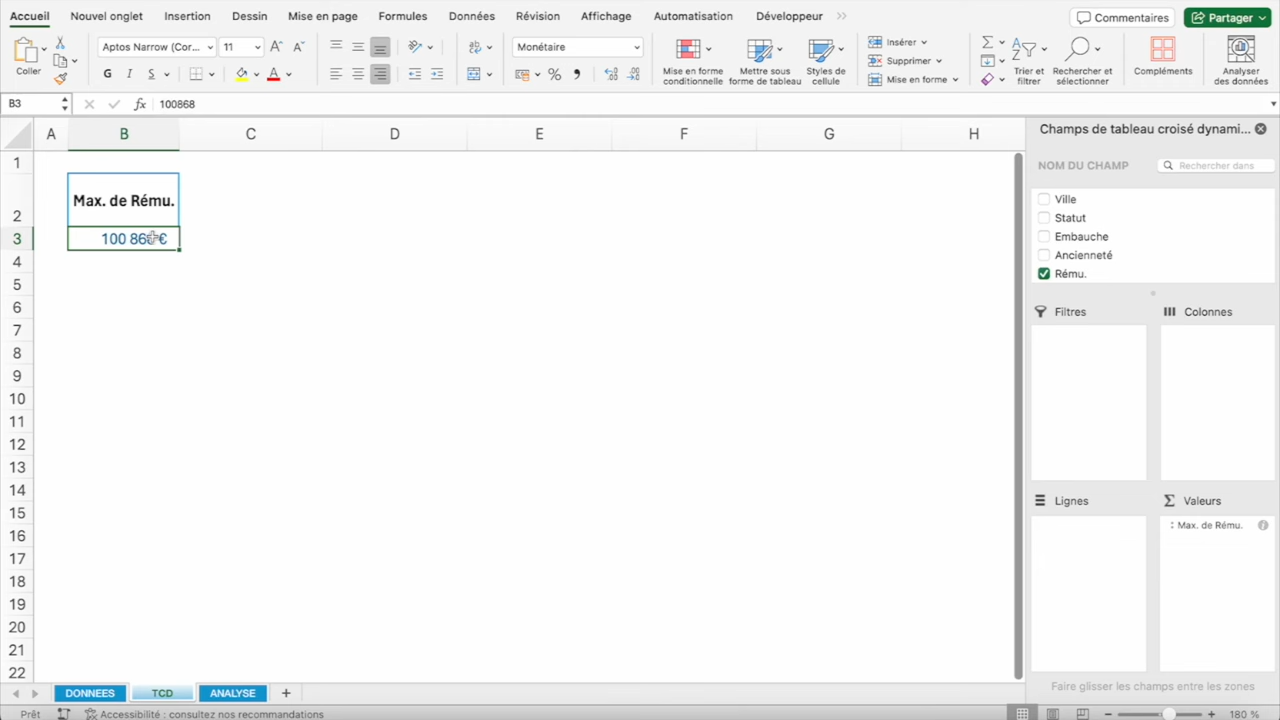 Accueil Nouvel onglet Insertion Dessin Mise en page Formules Données Révision Affichage Automatisation Développeur >> Commentaires Partager
Coller
Aptos Narrow (Cor... 11 A A
G I S A
Monétaire
% ,
Mise en forme conditionnelle
Mettre sous forme de tableau
Styles de cellule
Insérer
Supprimer
Mise en forme
Trier et filtrer
Rechercher et sélectionner
Compléments
Analyser des données
B3 fx 100868
A B C D E F G H
1
2 Max. de Rému.
3 100 868 €
4
5
6
7
8
9
10
11
12
13
14
15
16
17
18
19
20
21
22
Champs de tableau croisé dynami...
NOM DU CHAMP Rechercher dans
Ville
Statut
Embauche
Ancienneté
Rému.
Filtres Colonnes
Lignes Σ Valeurs
Max. de Rému.
Faire glisser les champs entre les zones
DONNEES TCD ANALYSE +
Prêt Accessibilité : consultez nos recommandations − + 180 %